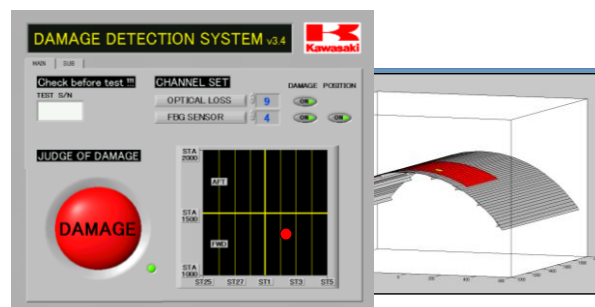 DAMAGE DETECTION SYSTEM v3.4
Kawasaki
MAIN SUB
Check before test !!!
TEST S/N
CHANNEL SET
DAMAGE POSITION
OPTICAL LOSS 9 ON
FBG SENSOR 4 ON ON
JUDGE OF DAMAGE
DAMAGE
STA 2000
AFT
STA 1500
FWD
STA 1000
ST25 ST27 ST1 ST3 ST5